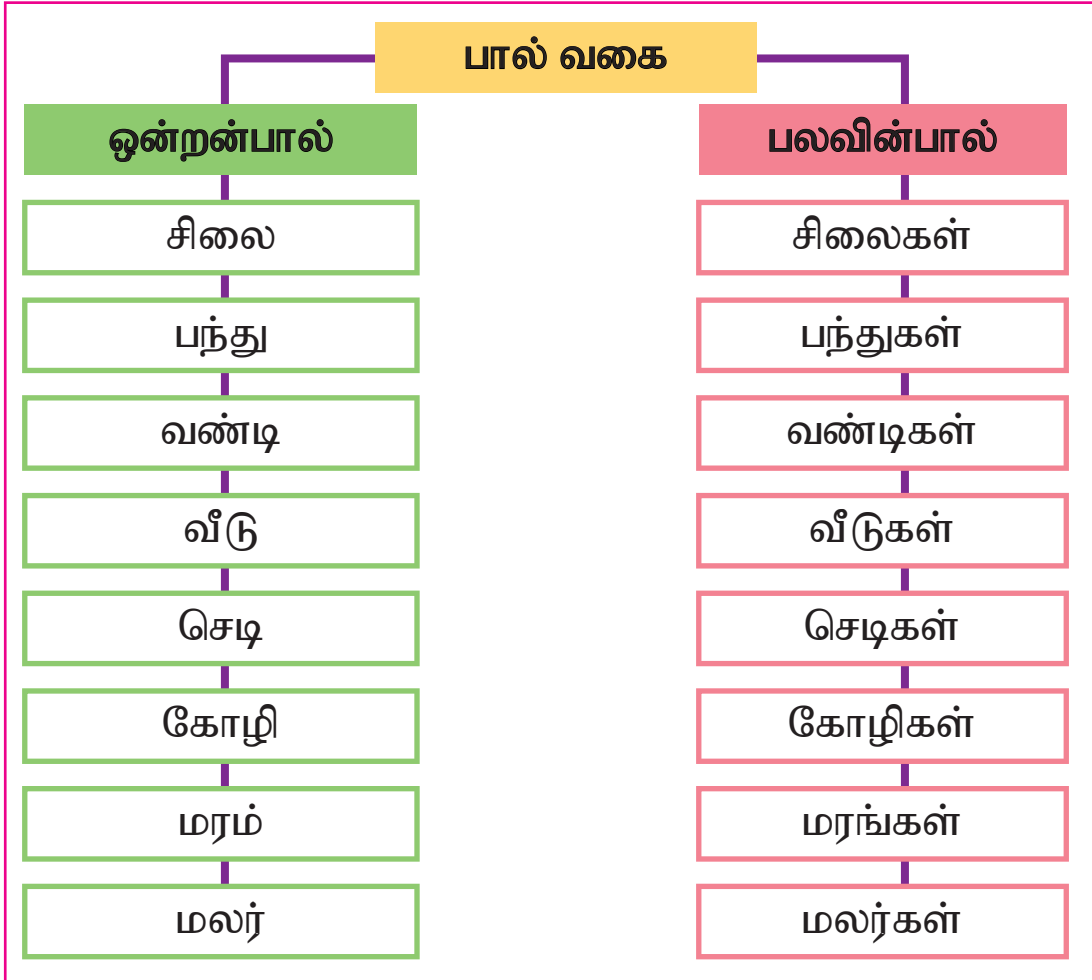 பால் வகை
ஒன்றன்பால்
பலவின்பால்
சிலை
சிலைகள்
பந்து
பந்துகள்
வண்டி
வண்டிகள்
வீடு
வீடுகள்
செடி
செடிகள்
கோழி
கோழிகள்
மரம்
மரங்கள்
மலர்
மலர்கள்